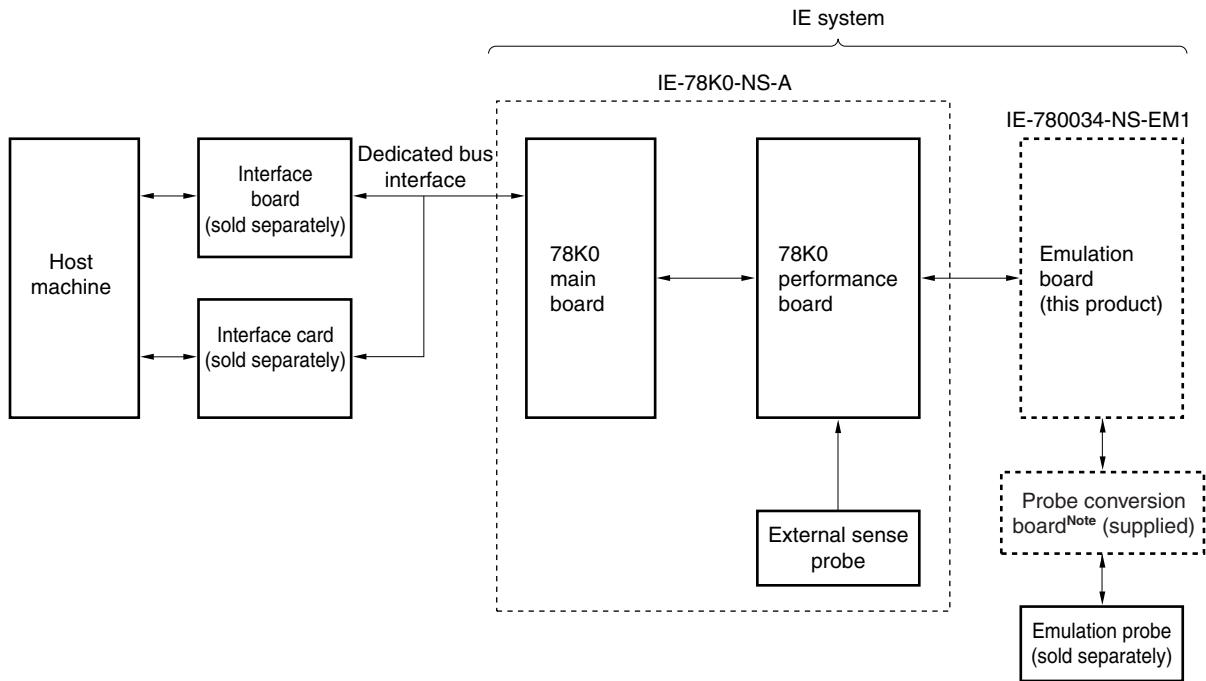 IE system
IE-78K0-NS-A
IE-780034-NS-EM1
Host
machine
Interface
board
(sold separately)
Interface card
(sold separately)
Dedicated bus
interface
78K0
main
board
78K0
performance
board
Emulation
board
(this product)
External sense
probe
Probe conversion
boardNote (supplied)
Emulation probe
(sold separately)